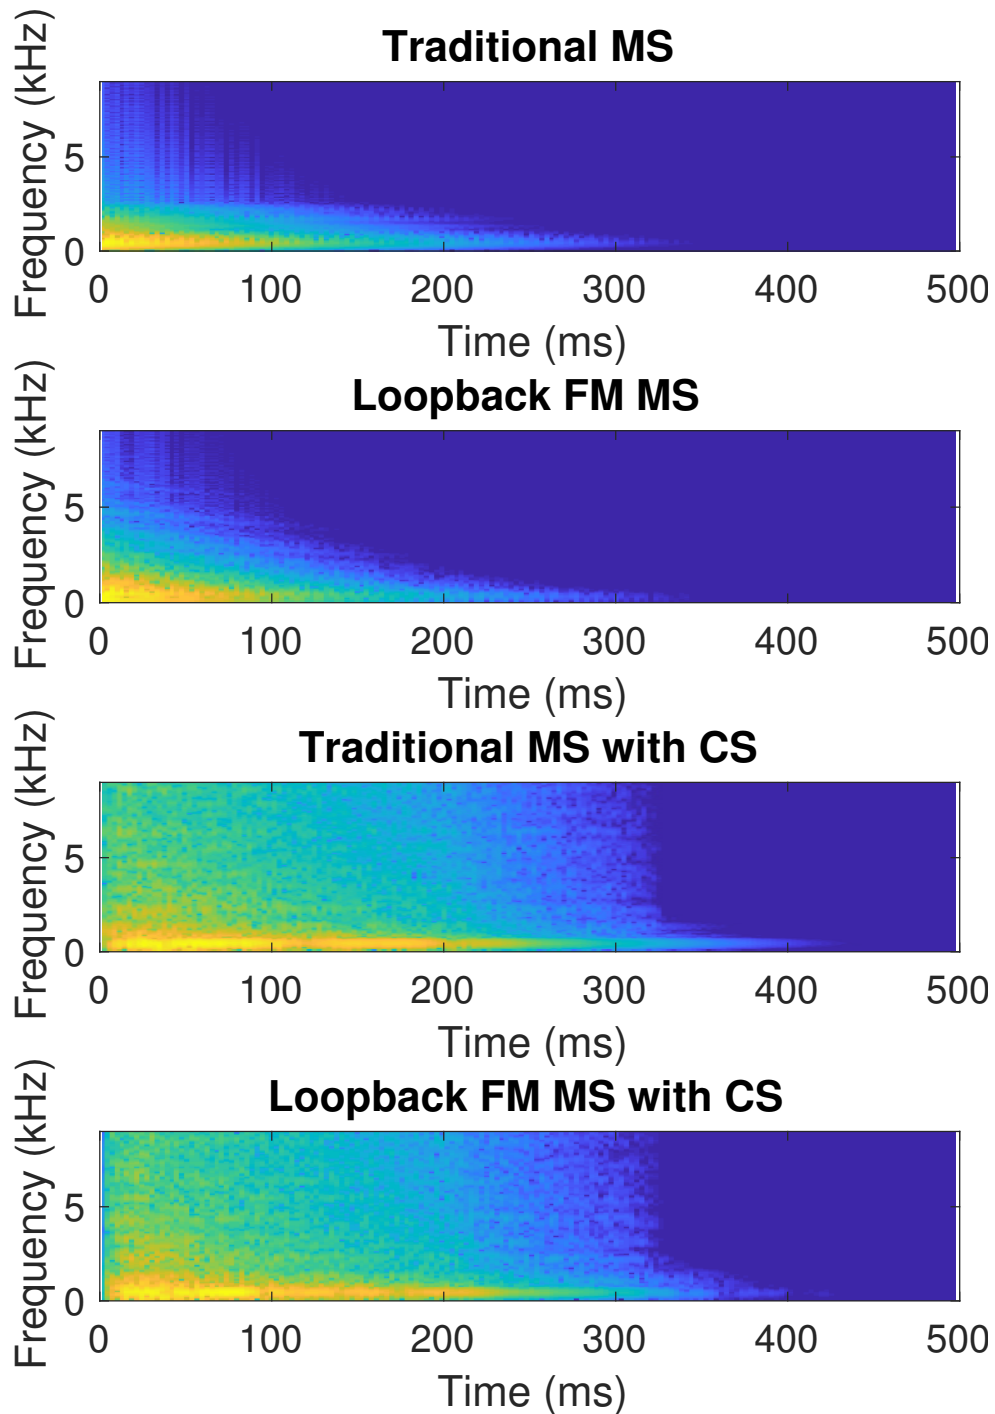 Traditional MS
Frequency (kHz)
5
0
0 100 200 300 400 500
Time (ms)
Loopback FM MS
Frequency (kHz)
5
0
0 100 200 300 400 500
Time (ms)
Traditional MS with CS
Frequency (kHz)
5
0
0 100 200 300 400 500
Time (ms)
Loopback FM MS with CS
Frequency (kHz)
5
0
0 100 200 300 400 500
Time (ms)